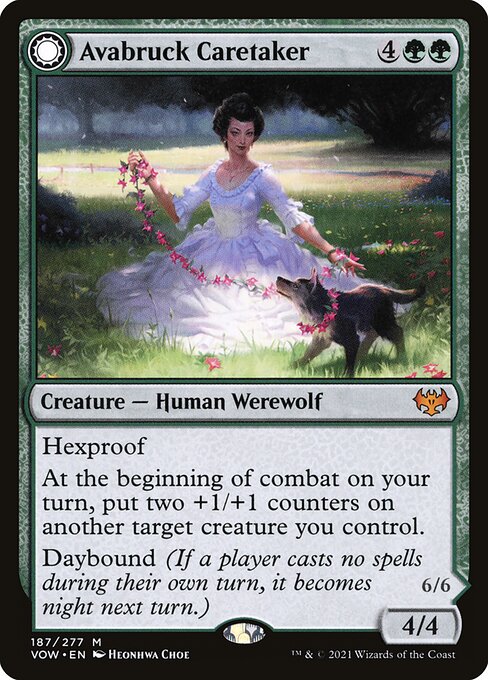 Avabruck Caretaker 4
Creature — Human Werewolf
Hexproof
At the beginning of combat on your
turn, put two +1/+1 counters on
another target creature you control.
Daybound (If a player casts no spells
during their own turn, it becomes
night next turn.)
6/6
4/4
187/277 M
VOW • EN Heonhwa Choe
™ & © 2021 Wizards of the Coast